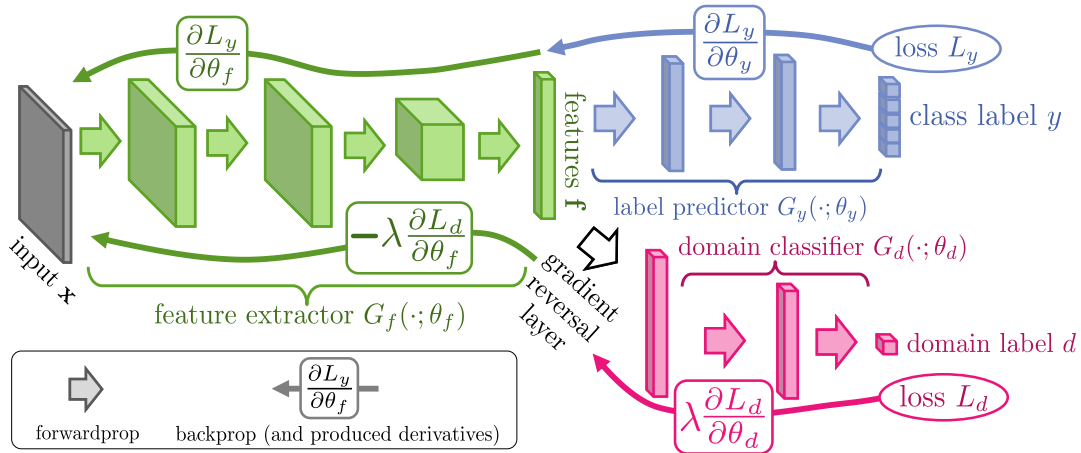 ∂L_y/∂θ_f
∂L_y/∂θ_y
loss L_y
features f
class label y
label predictor G_y(·;θ_y)
input x
−λ ∂L_d/∂θ_f
feature extractor G_f(·;θ_f)
gradient
reversal
layer
domain classifier G_d(·;θ_d)
domain label d
λ ∂L_d/∂θ_d
loss L_d
∂L_y/∂θ_f
forwardprop
backprop (and produced derivatives)